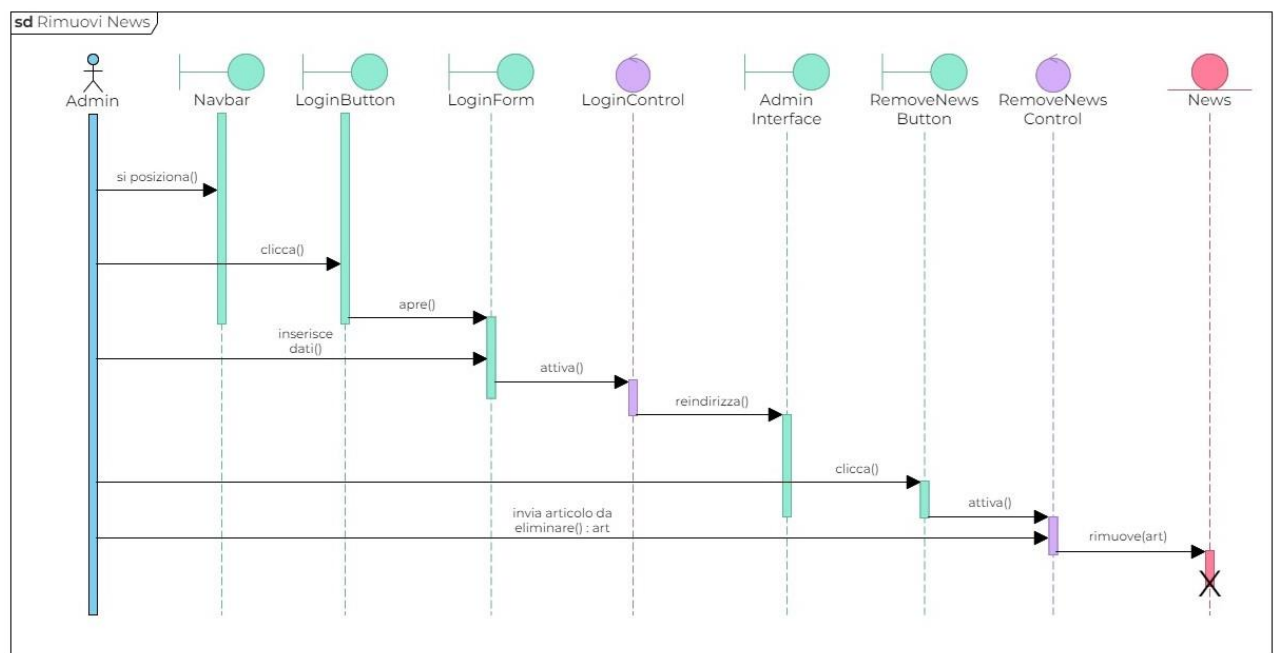 sd Rimuovi News
Admin
Navbar
LoginButton
LoginForm
LoginControl
Admin
Interface
RemoveNews
Button
RemoveNews
Control
News
si posiziona()
clicca()
apre()
inserisce
dati()
attiva()
reindirizza()
clicca()
attiva()
invia articolo da
eliminare() : art
rimuove(art)